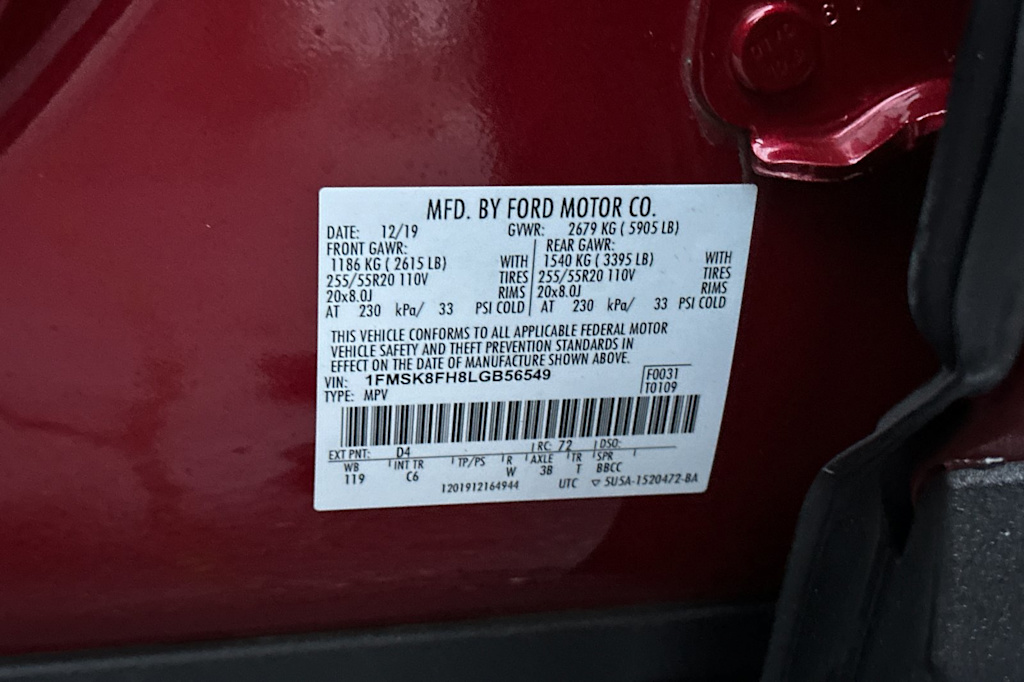 MFD. BY FORD MOTOR CO.
DATE: 12/19 GVWR: 2679 KG ( 5905 LB)
FRONT GAWR: REAR GAWR:
1186 KG ( 2615 LB) WITH 1540 KG ( 3395 LB) WITH
255/55R20 110V TIRES 255/55R20 110V TIRES
20x8.0J RIMS 20x8.0J RIMS
AT 230 kPa/ 33 PSI COLD AT 230 kPa/ 33 PSI COLD
THIS VEHICLE CONFORMS TO ALL APPLICABLE FEDERAL MOTOR
VEHICLE SAFETY AND THEFT PREVENTION STANDARDS IN
EFFECT ON THE DATE OF MANUFACTURE SHOWN ABOVE.
VIN: 1FMSK8FH8LGB56549 F0031
TYPE: MPV T0109
EXT PNT: D4 RC: 72 DSO:
WB INT TR TP/PS R AXLE TR SPR
119 C6 W 3B T BBCC
1201912164944 UTC ▽ 5USA-1520472-BA